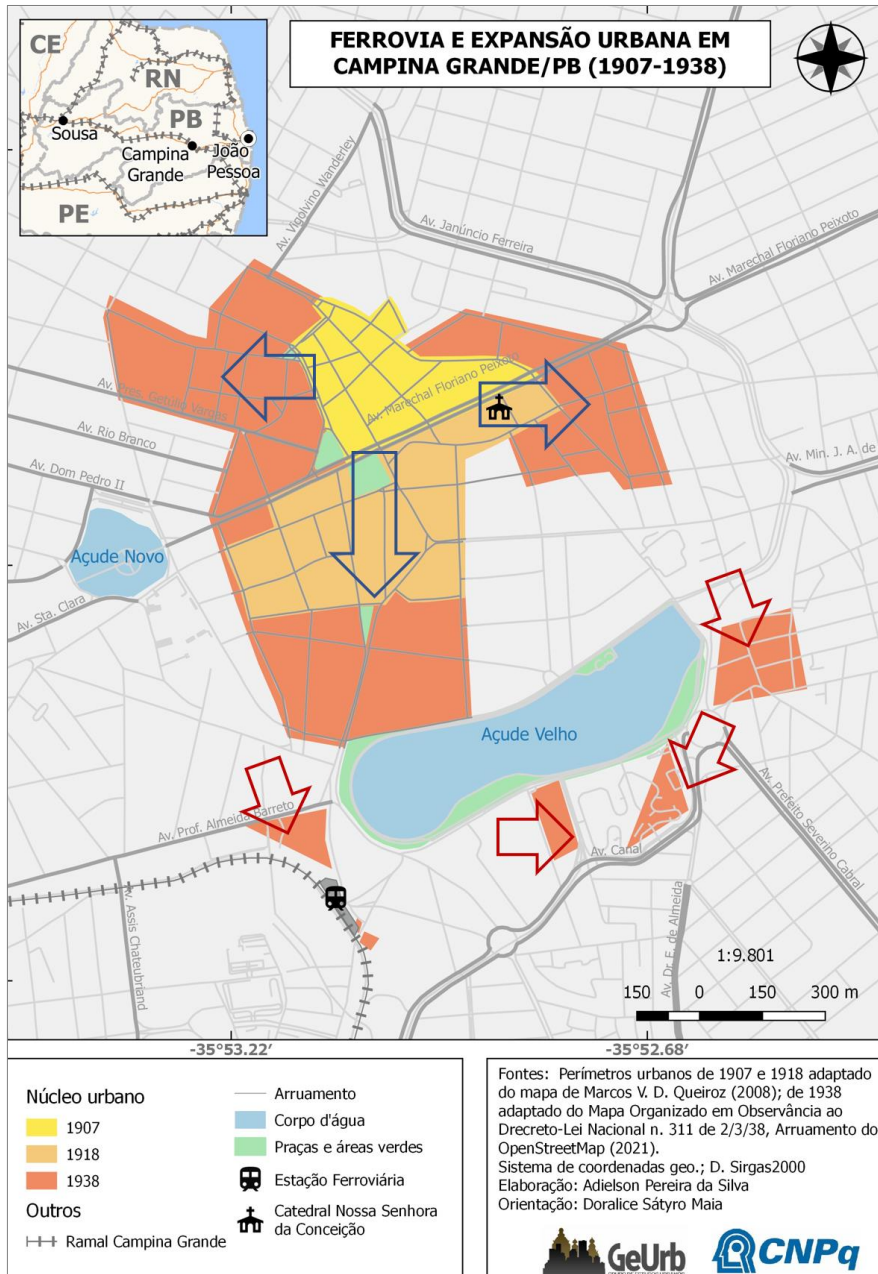 FERROVIA E EXPANSÃO URBANA EM
CAMPINA GRANDE/PB (1907-1938)
CE
RN
PB
Sousa
Campina
Grande
João
Pessoa
PE
Av. Vigolvino Wanderley
Av. Janúncio Ferreira
Av. Marechal Floriano Peixoto
Av. Marechal Floriano Peixoto
Av. Pres. Getúlio Vargas
Av. Rio Branco
Av. Dom Pedro II
Av. Min. J. A. de
Açude Novo
Av. Sta. Clara
Açude Velho
Av. Prof. Almeida Barreto
Av. Canal
Av. Prefeito Severino Cabral
Av. Assis Chateubriand
Av. Dr. E. de Almeida
1:9.801
150 0 150 300 m
-35°53.22′ -35°52.68′
Núcleo urbano
1907
1918
1938
Outros
Ramal Campina Grande
Arruamento
Corpo d'água
Praças e áreas verdes
Estação Ferroviária
Catedral Nossa Senhora
da Conceição
Fontes: Perímetros urbanos de 1907 e 1918 adaptado
do mapa de Marcos V. D. Queiroz (2008); de 1938
adaptado do Mapa Organizado em Observância ao
Drecreto-Lei Nacional n. 311 de 2/3/38, Arruamento do
OpenStreetMap (2021).
Sistema de coordenadas geo.; D. Sirgas2000
Elaboração: Adielson Pereira da Silva
Orientação: Doralice Sátyro Maia
GeUrb
CNPq